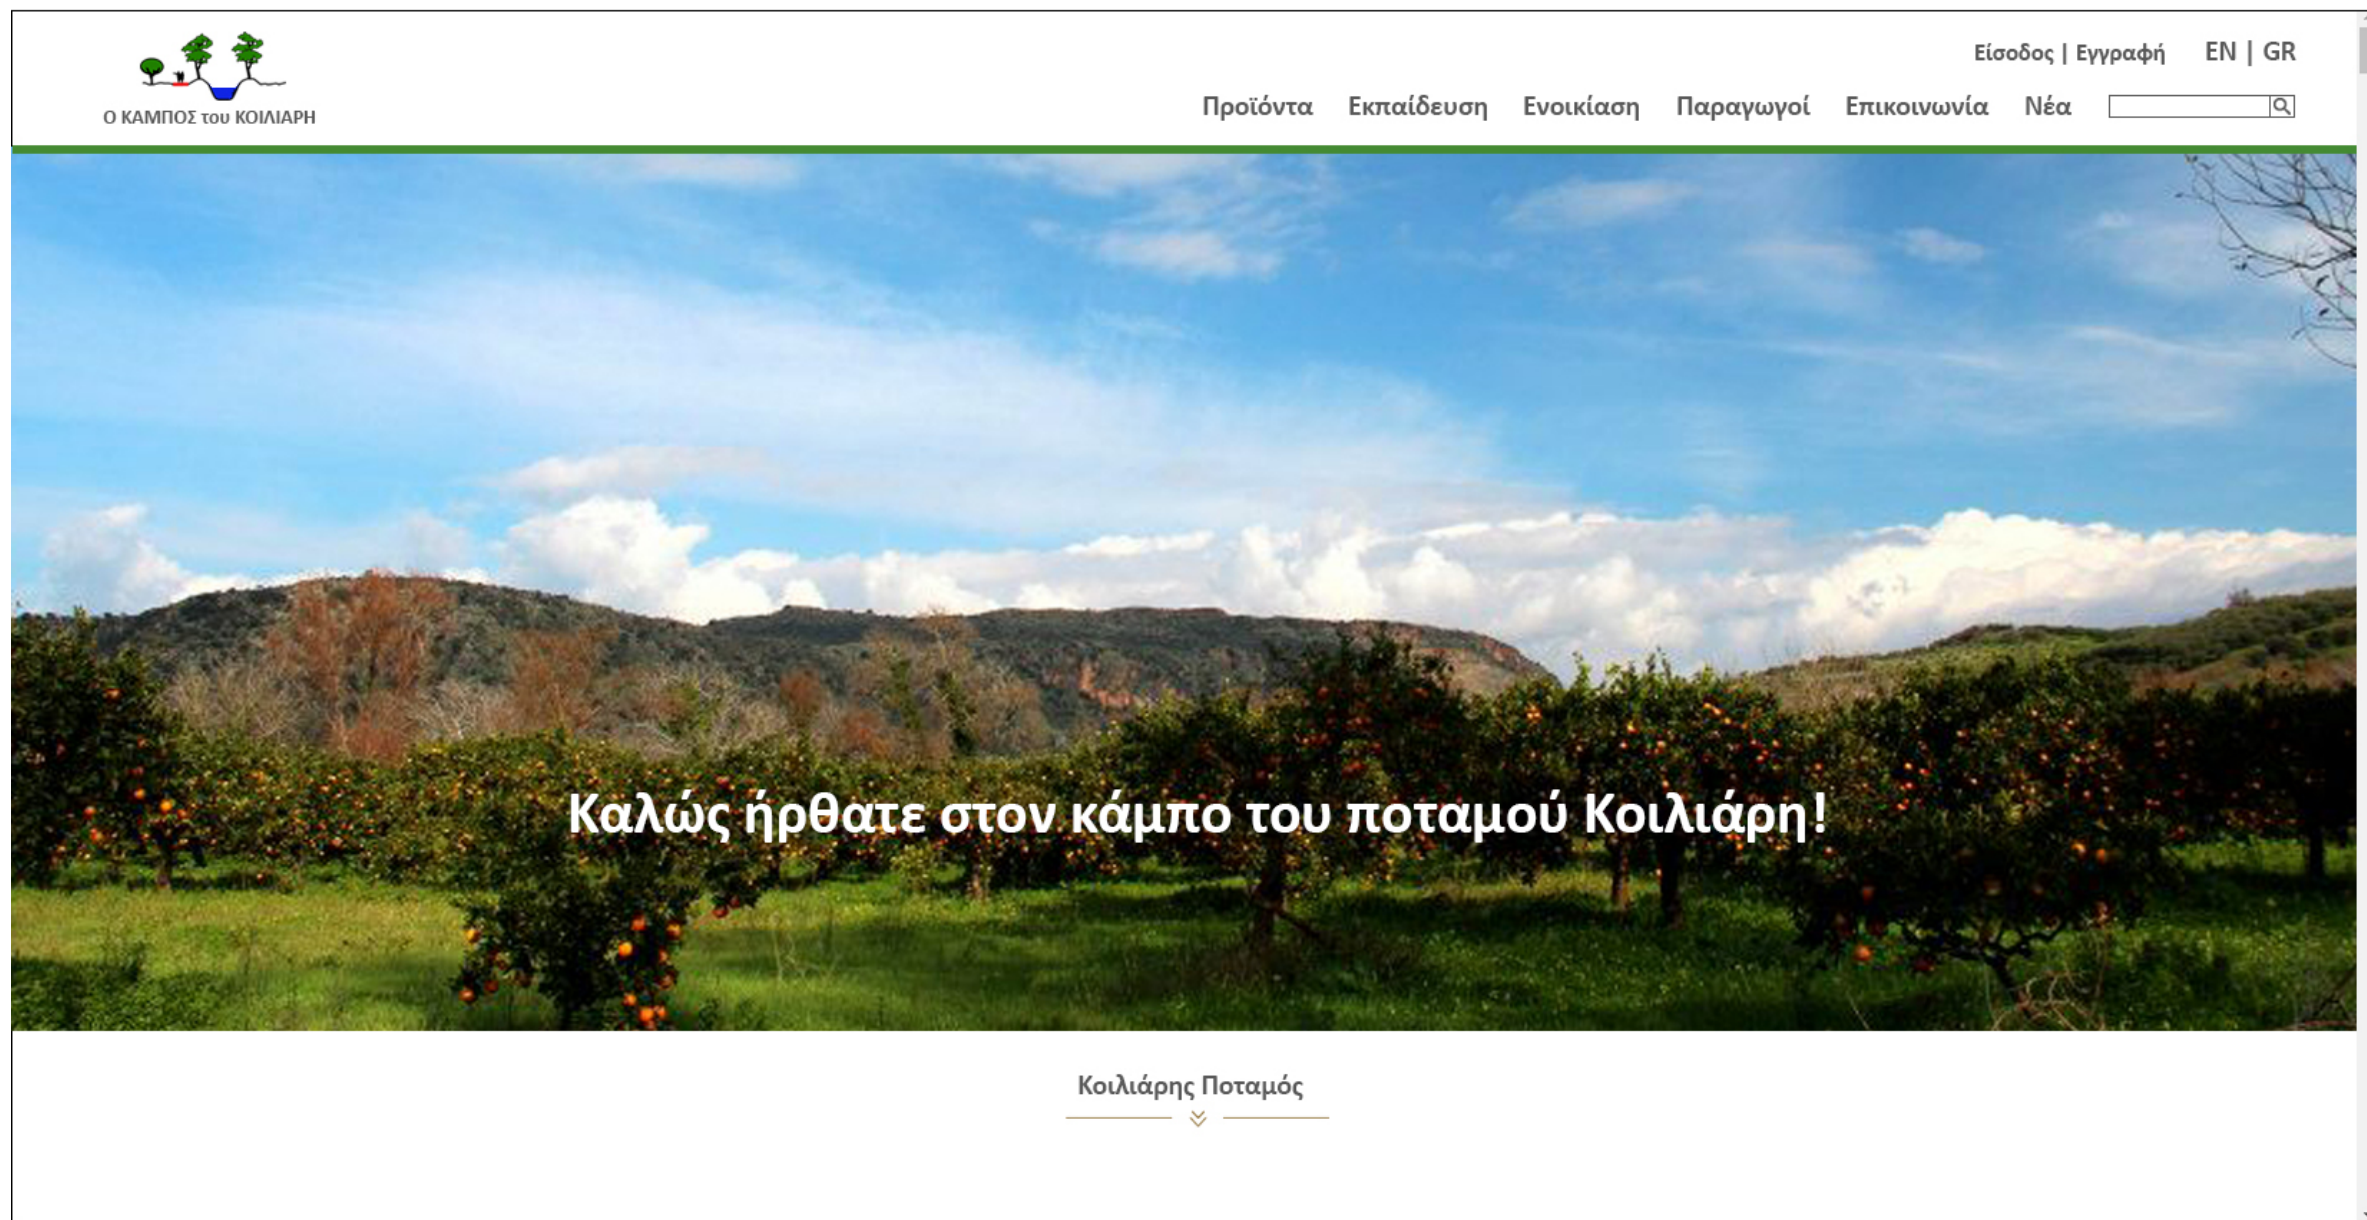 Είσοδος | Εγγραφή EN | GR
Ο ΚΑΜΠΟΣ του ΚΟΙΛΙΑΡΗ
Προϊόντα Εκπαίδευση Ενοικίαση Παραγωγοί Επικοινωνία Νέα
Καλώς ήρθατε στον κάμπο του ποταμού Κοιλιάρη!
Κοιλιάρης Ποταμός